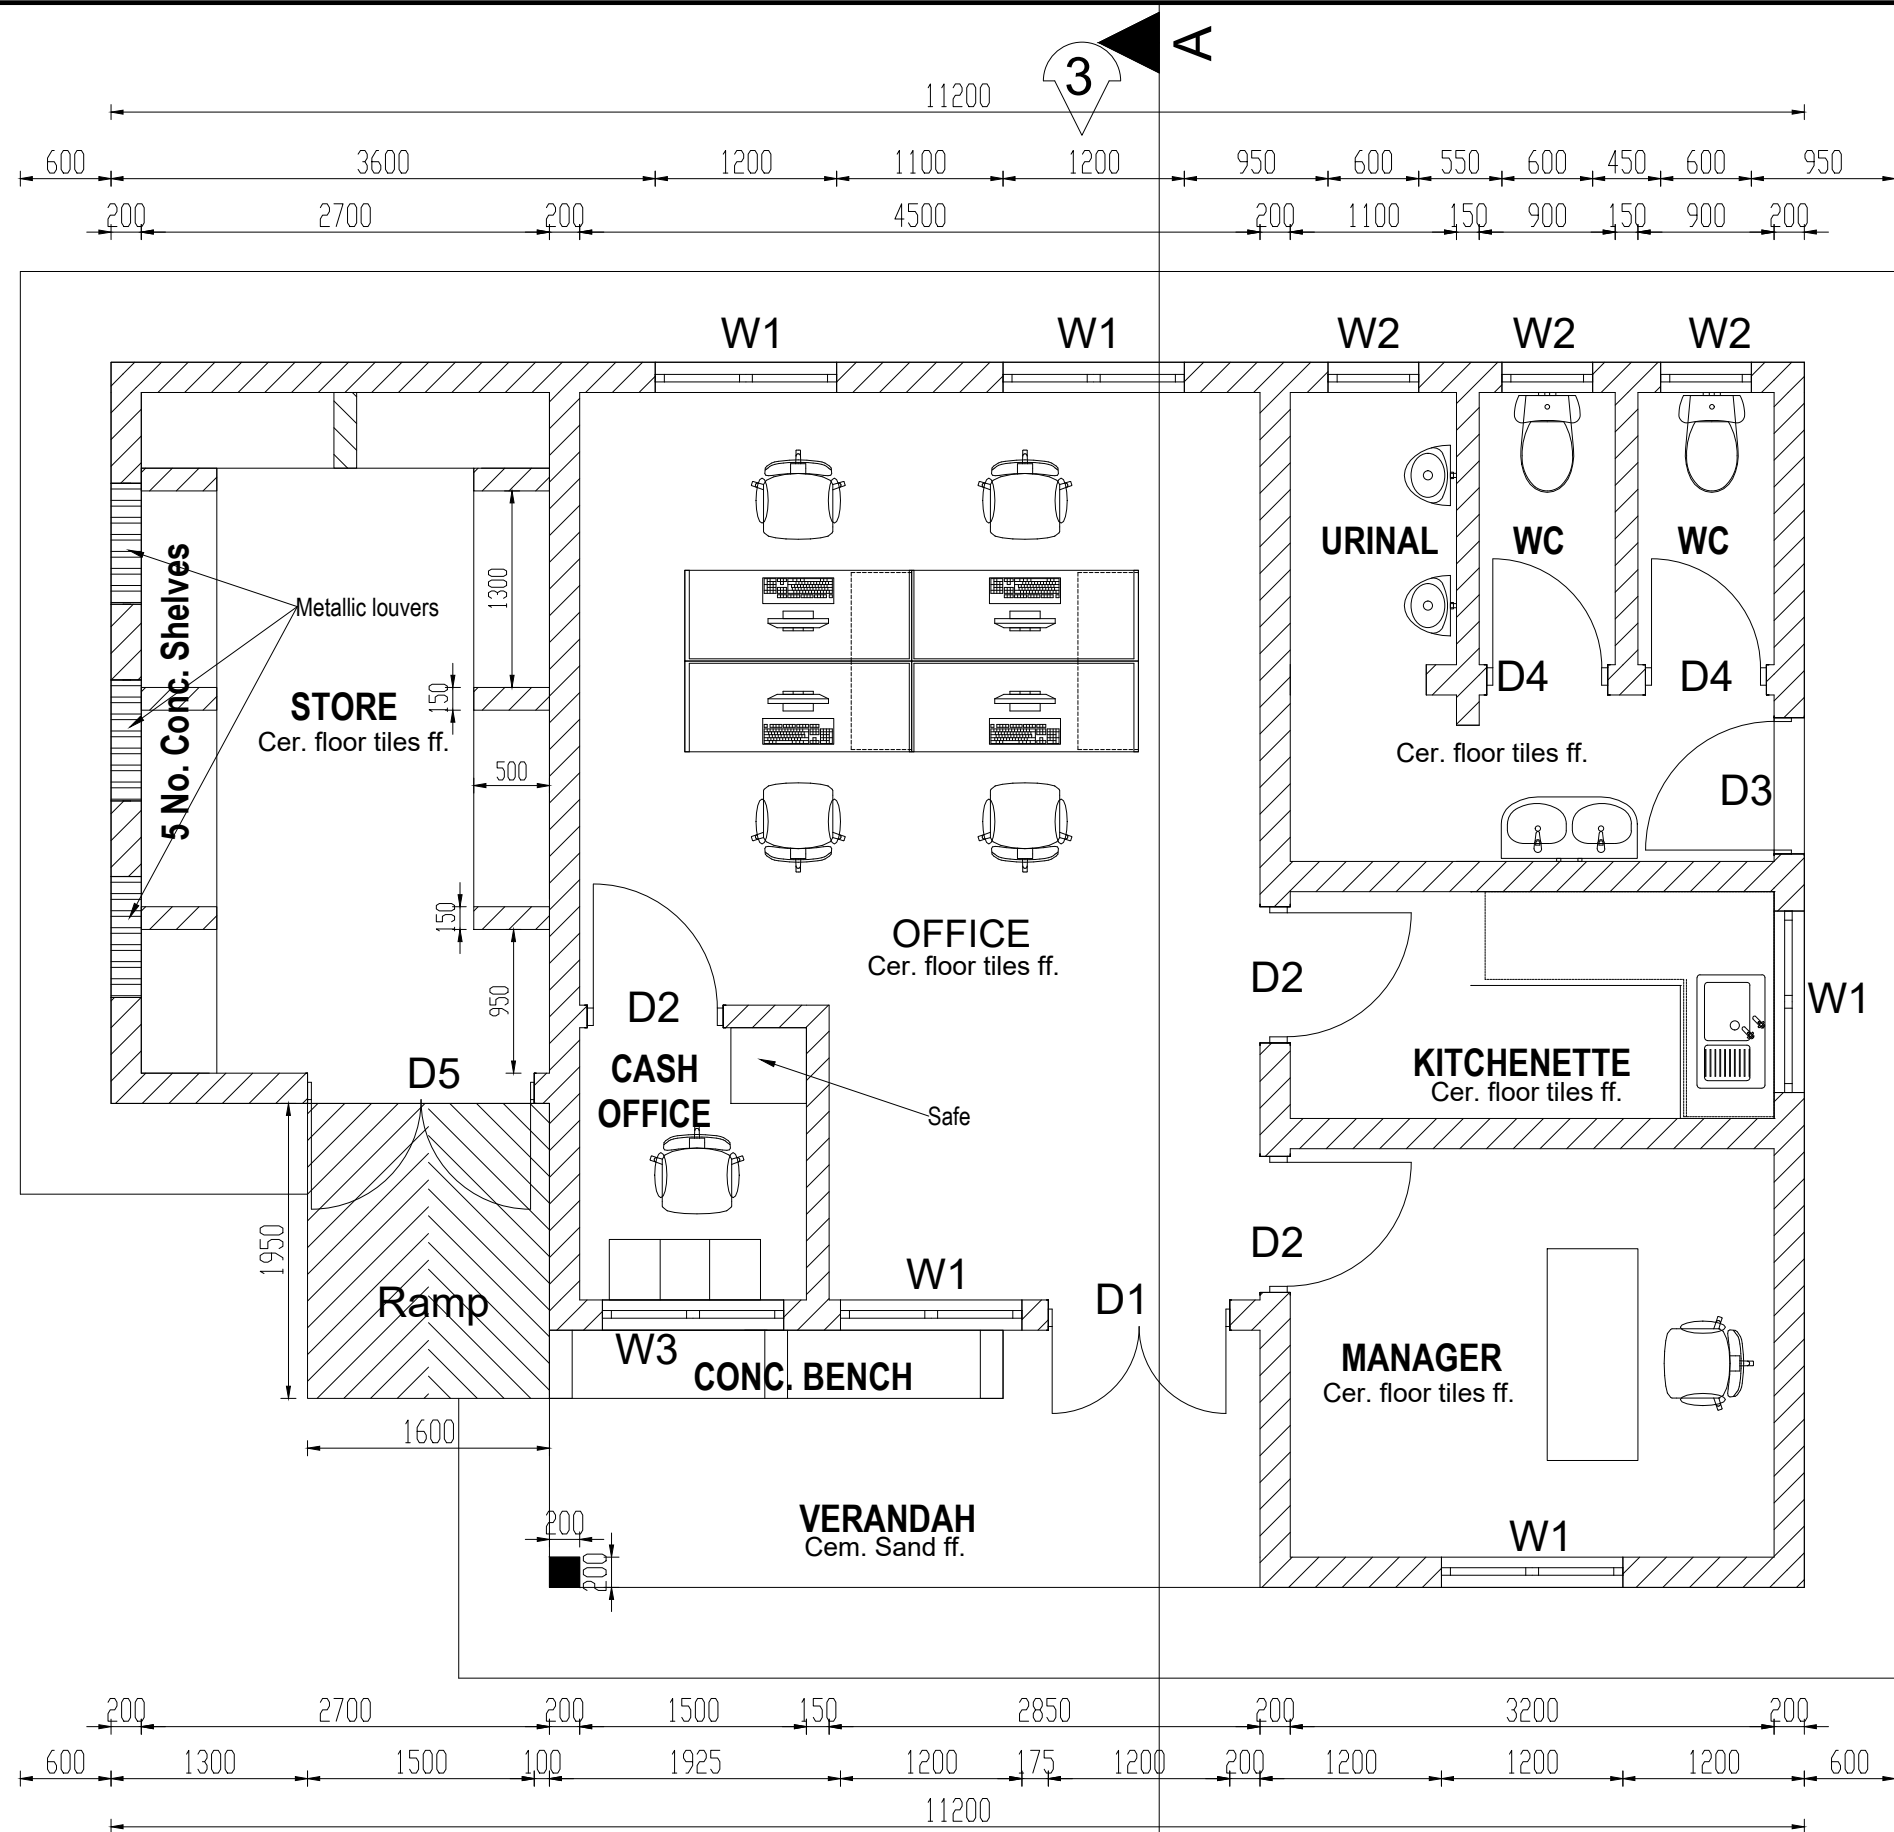 A
3
11200
600 3600 1200 1100 1200 950 600 550 600 450 600 950
200 2700 200 4500 200 1100 150 900 150 900 200
W1 W1 W2 W2 W2
URINAL WC WC
5 No. Conc. Shelves
Metallic louvers
1300
150
STORE
Cer. floor tiles ff.
500
D4 D4
Cer. floor tiles ff.
D3
150
OFFICE
Cer. floor tiles ff.
950
D2
D2
W1
CASH
OFFICE
Safe
KITCHENETTE
Cer. floor tiles ff.
D5
1950
Ramp
W1
D1
D2
W3
CONC. BENCH
MANAGER
Cer. floor tiles ff.
1600
VERANDAH
Cem. Sand ff.
200
200
W1
200 2700 200 1500 150 2850 200 3200 200
600 1300 1500 100 1925 1200 175 1200 200 1200 1200 1200 600
11200